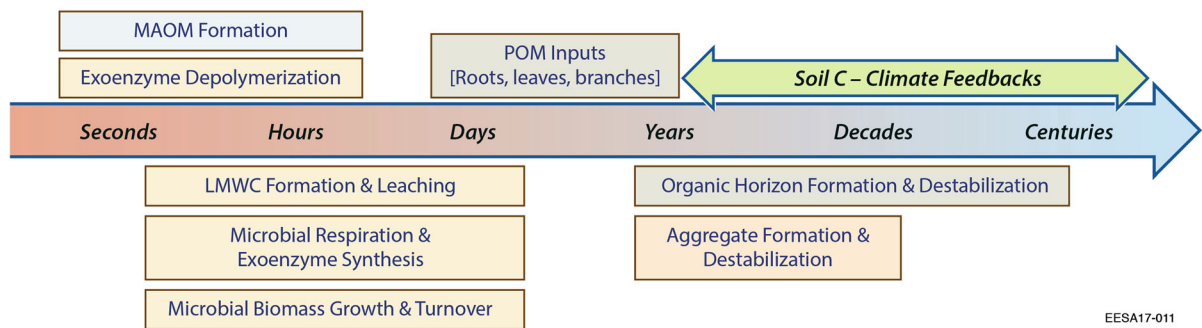 MAOM Formation
Exoenzyme Depolymerization
POM Inputs
[Roots, leaves, branches]
Soil C – Climate Feedbacks
Seconds Hours Days Years Decades Centuries
LMWC Formation & Leaching
Organic Horizon Formation & Destabilization
Microbial Respiration &
Exoenzyme Synthesis
Aggregate Formation &
Destabilization
Microbial Biomass Growth & Turnover
EESA17-011